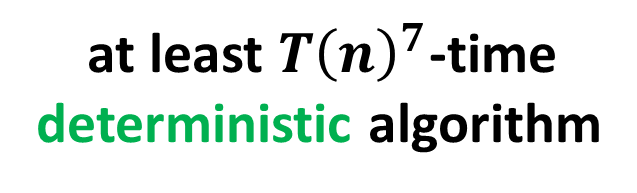 at least T(n)⁷-time
deterministic algorithm